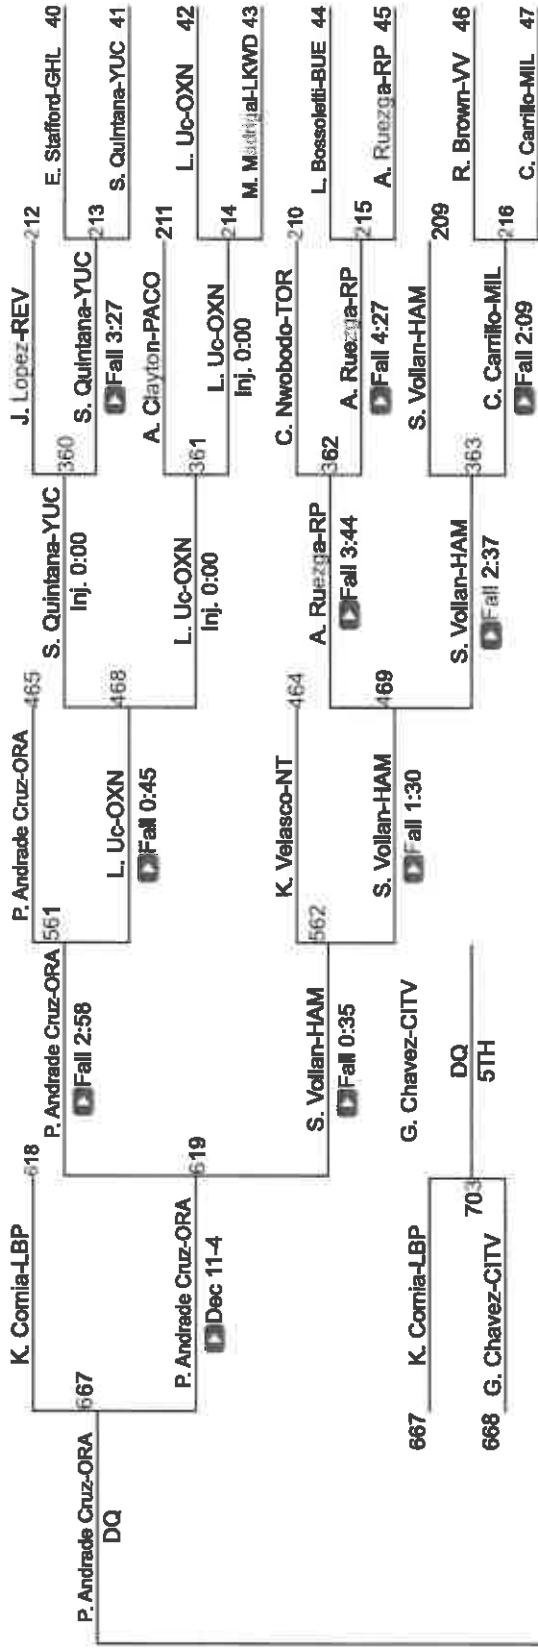 P. Andrade Cruz-ORA
DQ
K. Cornia-LBP 618
667
P. Andrade Cruz-ORA 619
Dec 11-4
667 K. Cornia-LBP
703
668 G. Chavez-CITV
G. Chavez-CITV
DQ
5TH
P. Andrade Cruz-ORA 561
Fall 2:58
S. Vollan-HAM 562
Fall 0:35
P. Andrade Cruz-ORA 465
L. Uc-OXN 468
Fall 0:45
K. Velasco-NT 464
S. Vollan-HAM 469
Fall 1:30
S. Quintana-YUC 360
Inj. 0:00
L. Uc-OXN 361
Inj. 0:00
A. Ruezga-RP 362
Fall 3:44
S. Vollan-HAM 363
Fall 2:37
J. Lopez-REV 212
S. Quintana-YUC 213
Fall 3:27
A. Clayton-PACO 211
L. Uc-OXN 214
Inj. 0:00
C. Nwobodo-TOR 210
A. Ruezga-RP 215
Fall 4:27
S. Vollan-HAM 209
C. Carrillo-MIL 216
Fall 2:09
E. Stafford-GHL 40
S. Quintana-YUC 41
L. Uc-OXN 42
M. Madrigal-LKWD 43
L. Bossoletti-BUE 44
A. Ruezga-RP 45
R. Brown-VV 46
C. Carrillo-MIL 47